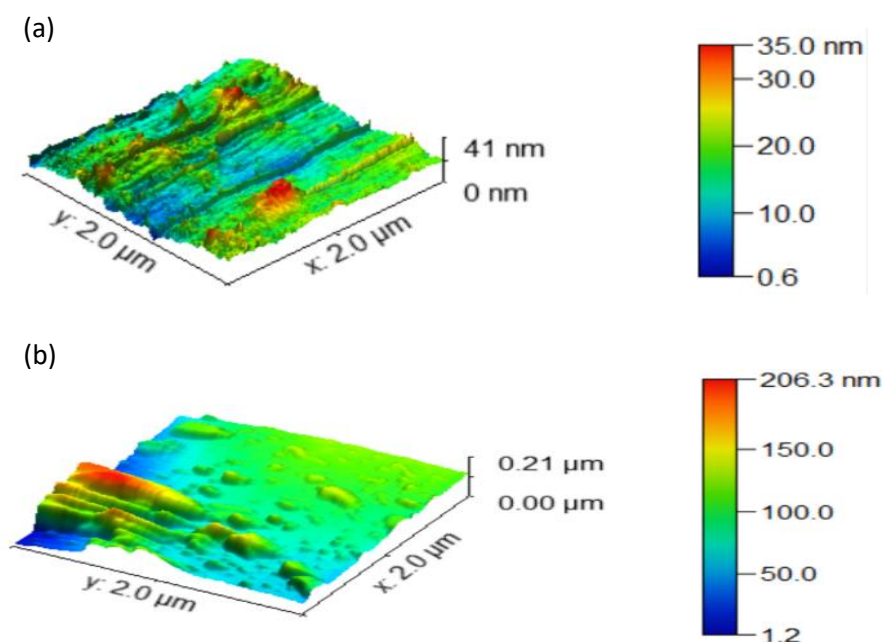 (a)
35.0 nm
30.0
20.0
10.0
0.6
41 nm
0 nm
y: 2.0 µm
x: 2.0 µm
(b)
206.3 nm
150.0
100.0
50.0
1.2
0.21 µm
0.00 µm
y: 2.0 µm
x: 2.0 µm